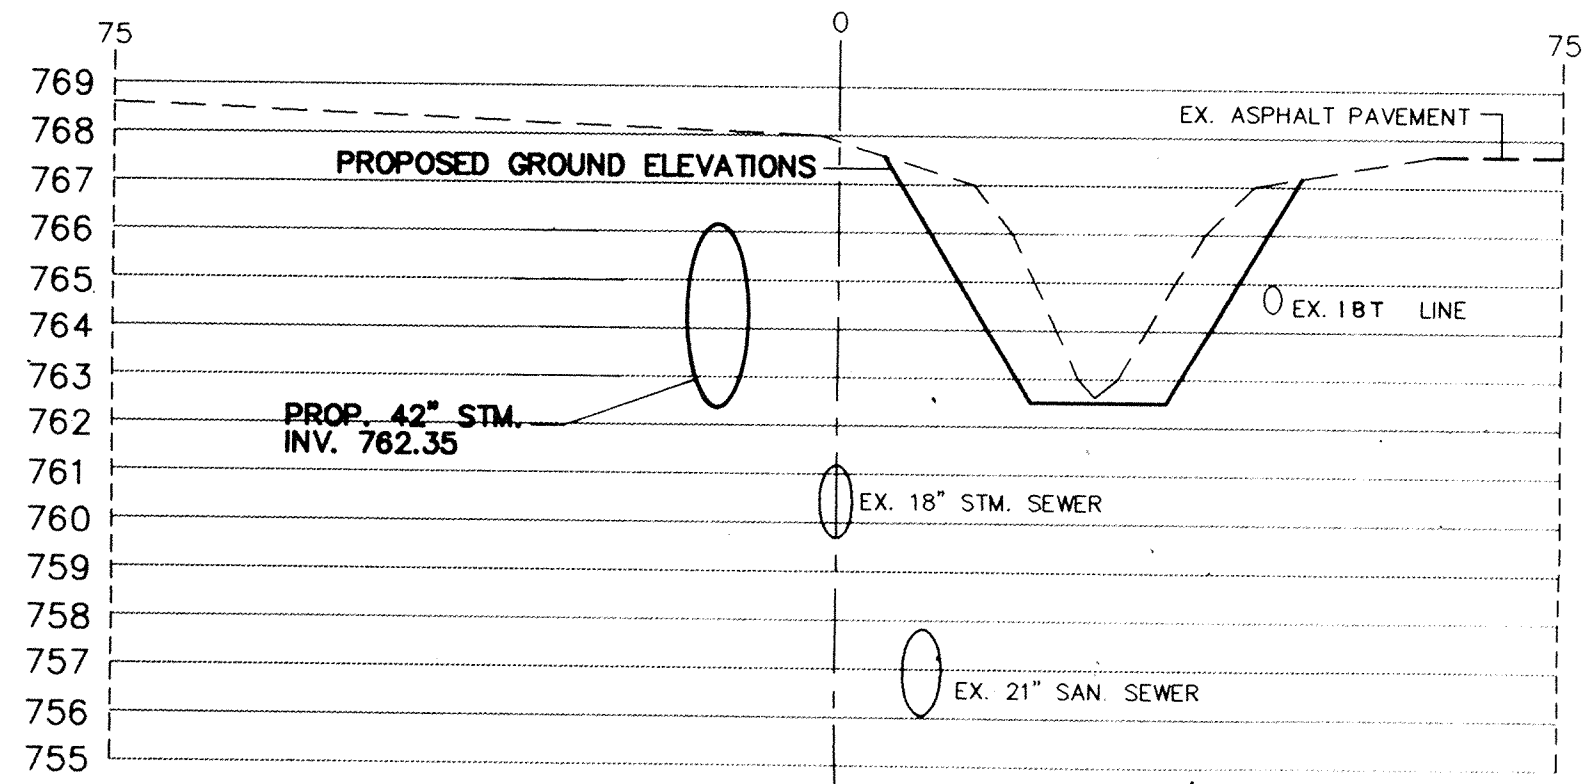 75 0 75
769
EX. ASPHALT PAVEMENT
768
PROPOSED GROUND ELEVATIONS
767
766
765
EX. IBT LINE
764
763
PROP. 42" STM.
762
INV. 762.35
761
EX. 18" STM. SEWER
760
759
758
757
EX. 21" SAN. SEWER
756
755